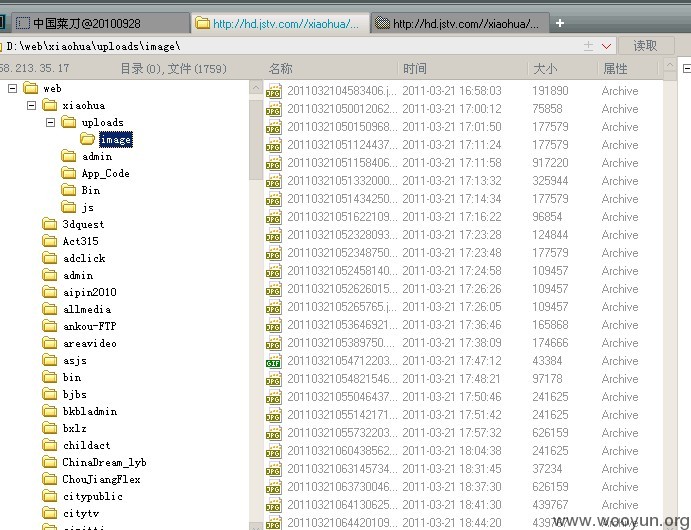 中国菜刀@20100928 http://hd.jstv.com//xiaohua/... http://hd.jstv.com//xiaohua/...
D:\web\xiaohua\uploads\image\ 读取
58.213.35.17 目录(0),文件(1759) 名称 时间 大小 属性
web
xiaohua
uploads
image
admin
App_Code
Bin
js
3dquest
Act315
adclick
admin
aipin2010
allmedia
ankou-FTP
areavideo
asjs
bin
bjbs
bkbladmin
bxlz
childact
ChinaDream_lyb
ChouJiangFlex
citypublic
citytv
2011032104583406.j... 2011-03-21 16:58:03 191890 Archive
20110321050012062... 2011-03-21 17:00:12 75858 Archive
20110321050150968... 2011-03-21 17:01:50 177579 Archive
20110321051124437... 2011-03-21 17:11:24 177579 Archive
20110321051158406... 2011-03-21 17:11:58 917220 Archive
20110321051332000... 2011-03-21 17:13:32 325944 Archive
20110321051434250... 2011-03-21 17:14:34 177579 Archive
20110321051622109... 2011-03-21 17:16:22 96854 Archive
20110321052328093... 2011-03-21 17:23:28 124844 Archive
20110321052348750... 2011-03-21 17:23:48 177579 Archive
20110321052458140... 2011-03-21 17:24:58 109457 Archive
20110321052626015... 2011-03-21 17:26:26 109457 Archive
2011032105265765.j... 2011-03-21 17:26:05 109457 Archive
20110321053646921... 2011-03-21 17:36:46 165868 Archive
2011032105389750.... 2011-03-21 17:38:09 174666 Archive
20110321054712203... 2011-03-21 17:47:12 43384 Archive
20110321054821546... 2011-03-21 17:48:21 97178 Archive
20110321055046437... 2011-03-21 17:50:46 241625 Archive
20110321055142171... 2011-03-21 17:51:42 241625 Archive
20110321055732203... 2011-03-21 17:57:32 626159 Archive
20110321060438562... 2011-03-21 18:04:38 241625 Archive
20110321063145734... 2011-03-21 18:31:45 37234 Archive
20110321063730046... 2011-03-21 18:37:30 626159 Archive
20110321064130625... 2011-03-21 18:41:30 439767 Archive
20110321064420109... 2011-03-21 18:44:20
www.wooyun.org